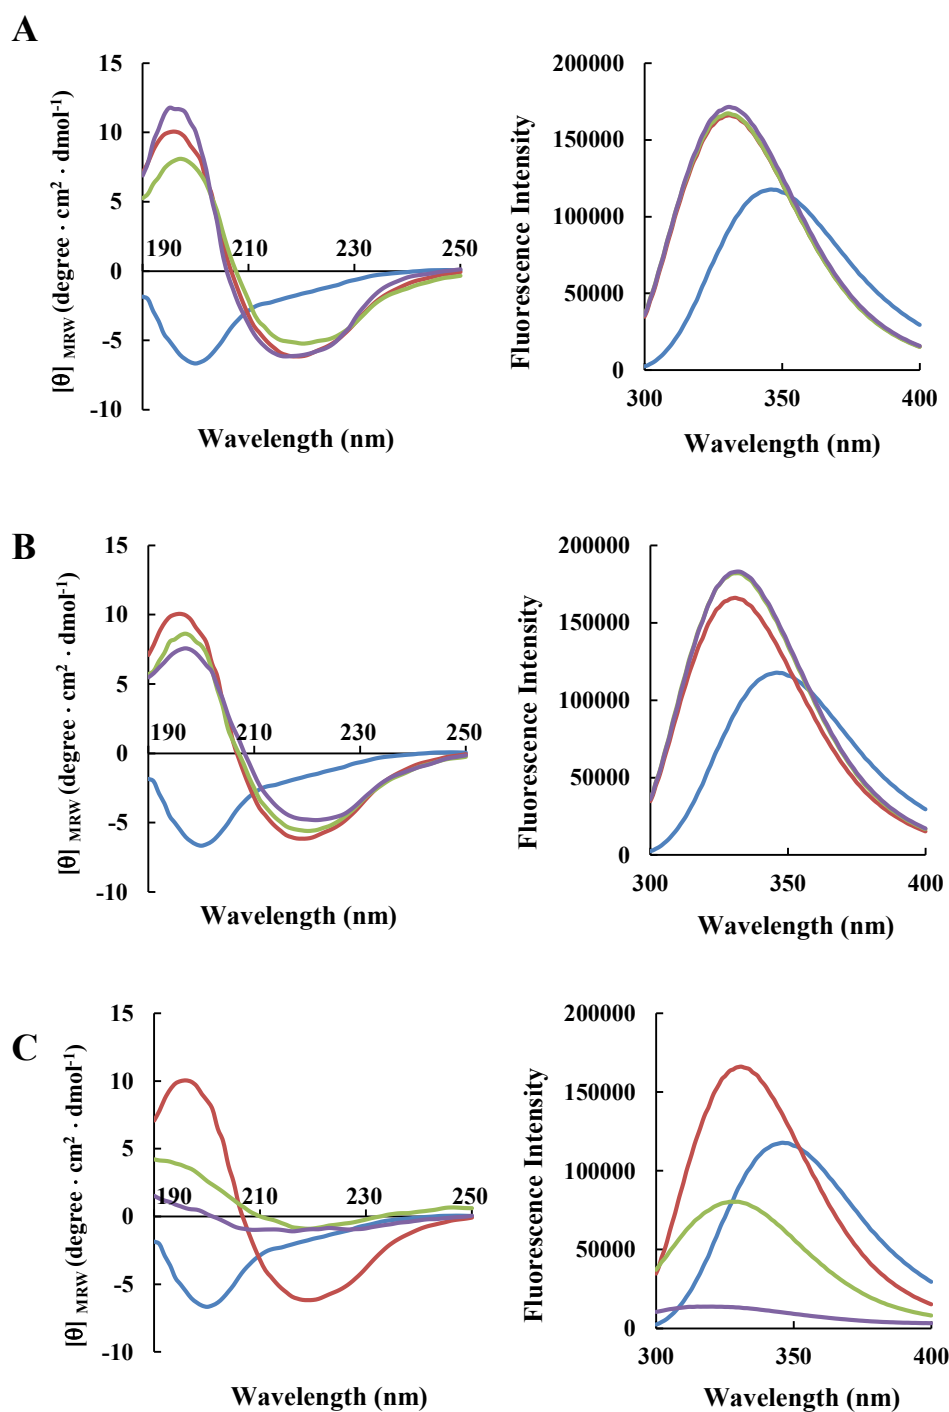 A
15
10
5
0
-5
-10
190 210 230 250
[θ] MRW (degree · cm² · dmol⁻¹)
Wavelength (nm)
200000
150000
100000
50000
0
300 350 400
Fluorescence Intensity
Wavelength (nm)
B
15
10
5
0
-5
-10
190 210 230 250
[θ] MRW (degree · cm² · dmol⁻¹)
Wavelength (nm)
200000
150000
100000
50000
0
300 350 400
Fluorescence Intensity
Wavelength (nm)
C
15
10
5
0
-5
-10
190 210 230 250
[θ] MRW (degree · cm² · dmol⁻¹)
Wavelength (nm)
200000
150000
100000
50000
0
300 350 400
Fluorescence Intensity
Wavelength (nm)